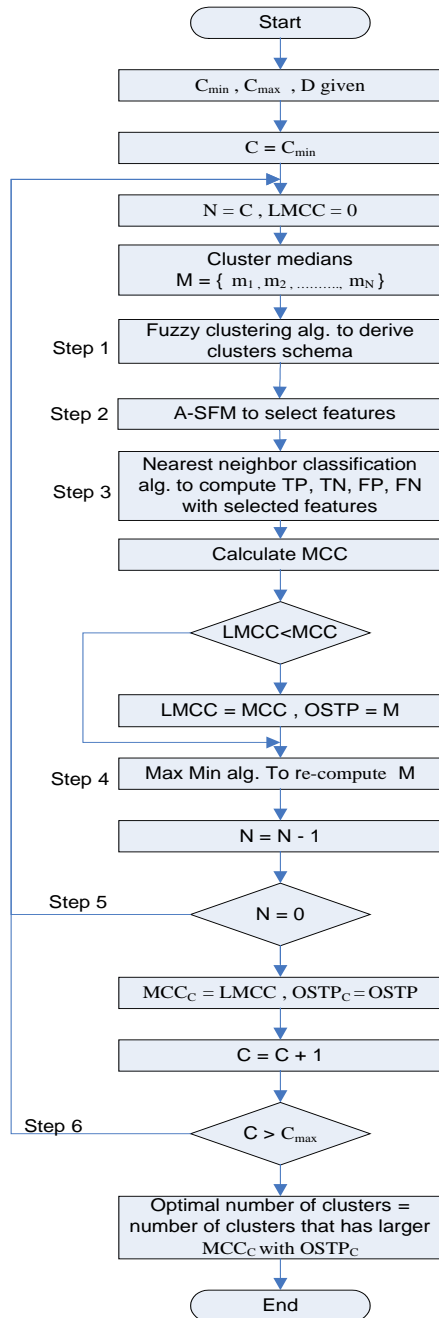 Start
Cmin , Cmax , D given
C = Cmin
N = C , LMCC = 0
Cluster medians
M = { m1 , m2 , .........., mN }
Step 1
Fuzzy clustering alg. to derive
clusters schema
Step 2
A-SFM to select features
Step 3
Nearest neighbor classification
alg. to compute TP, TN, FP, FN
with selected features
Calculate MCC
LMCC<MCC
LMCC = MCC , OSTP = M
Step 4
Max Min alg. To re-compute M
N = N - 1
Step 5
N = 0
MCCC = LMCC , OSTPC = OSTP
C = C + 1
Step 6
C > Cmax
Optimal number of clusters =
number of clusters that has larger
MCCC with OSTPC
End